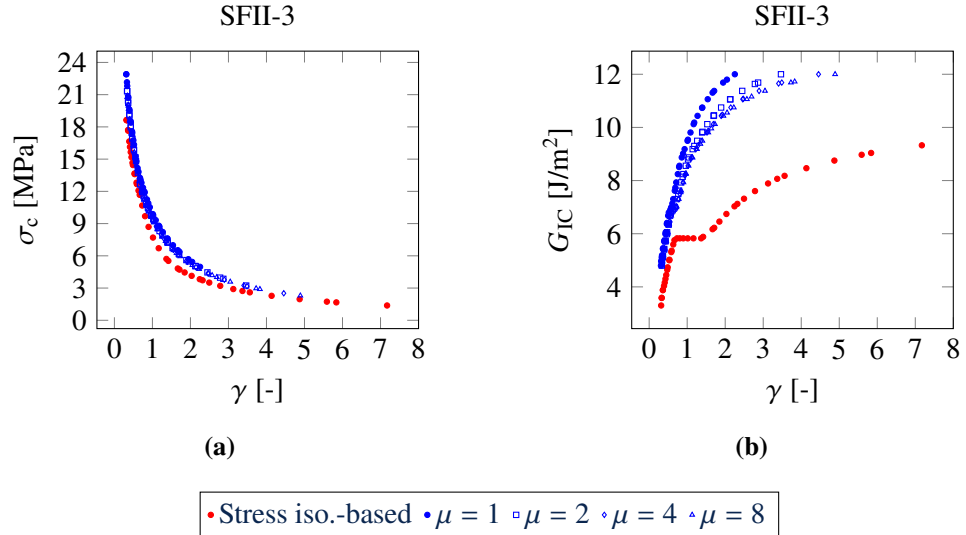 SFII-3
24
21
18
15
12
9
6
3
0
σc [MPa]
0 1 2 3 4 5 6 7 8
γ [-]
(a)
SFII-3
12
10
8
6
4
GIC [J/m²]
0 1 2 3 4 5 6 7 8
γ [-]
(b)
Stress iso.-based μ = 1 μ = 2 μ = 4 μ = 8